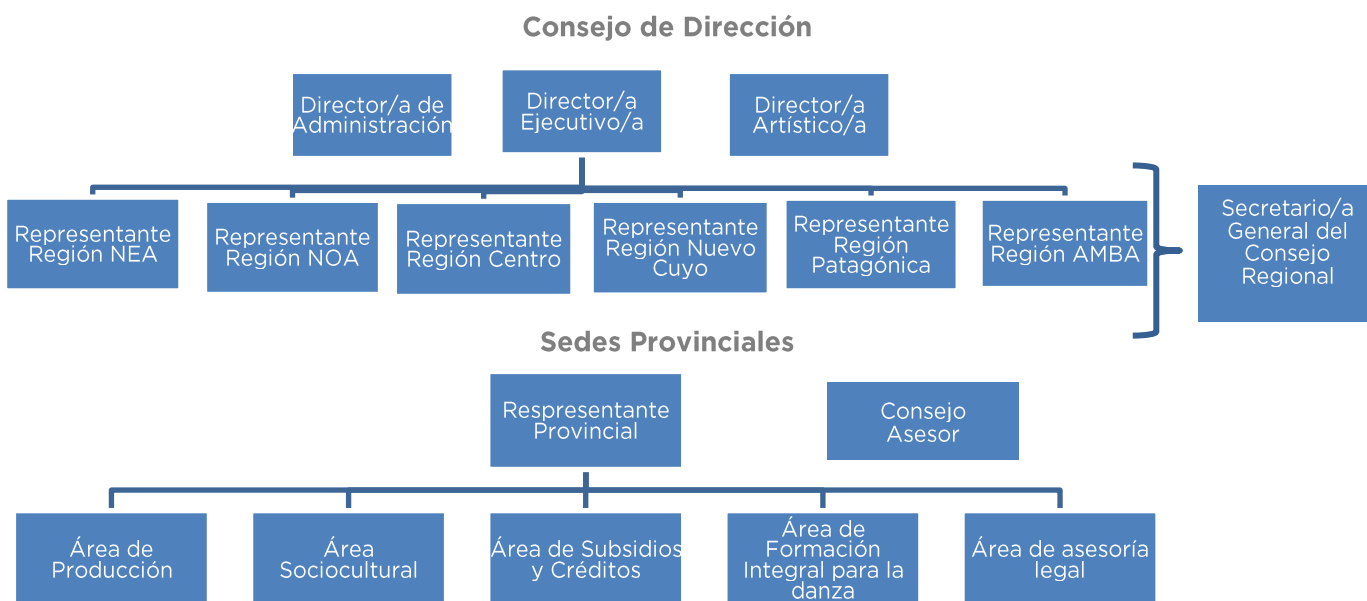 Consejo de Dirección
Director/a de
Administración
Director/a
Ejecutivo/a
Director/a
Artístico/a
Representante
Región NEA
Representante
Región NOA
Representante
Región Centro
Representante
Región Nuevo
Cuyo
Representante
Región
Patagónica
Representante
Región AMBA
Secretario/a
General del
Consejo
Regional
Sedes Provinciales
Respresentante
Provincial
Consejo
Asesor
Área de
Producción
Área
Sociocultural
Área de Subsidios
y Créditos
Área de
Formación
Integral para la
danza
Área de asesoría
legal